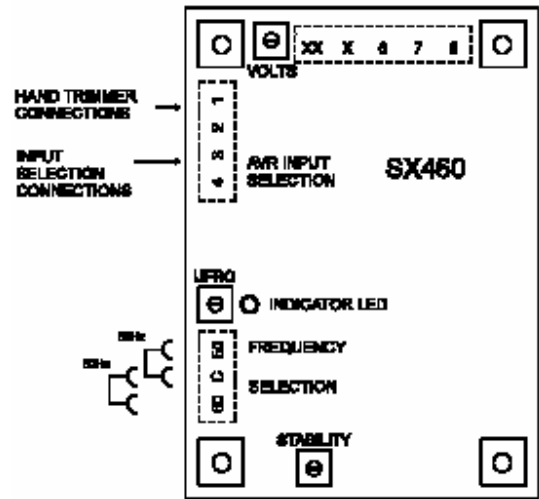 XX X 6 7 8
VOLTS
HAND TRIMMER
CONNECTIONS
1
2
3
4
INPUT
SELECTION
CONNECTIONS
AVR INPUT
SELECTION
SX460
UFRO
INDICATOR LED
FREQUENCY
SELECTION
C
STABILITY